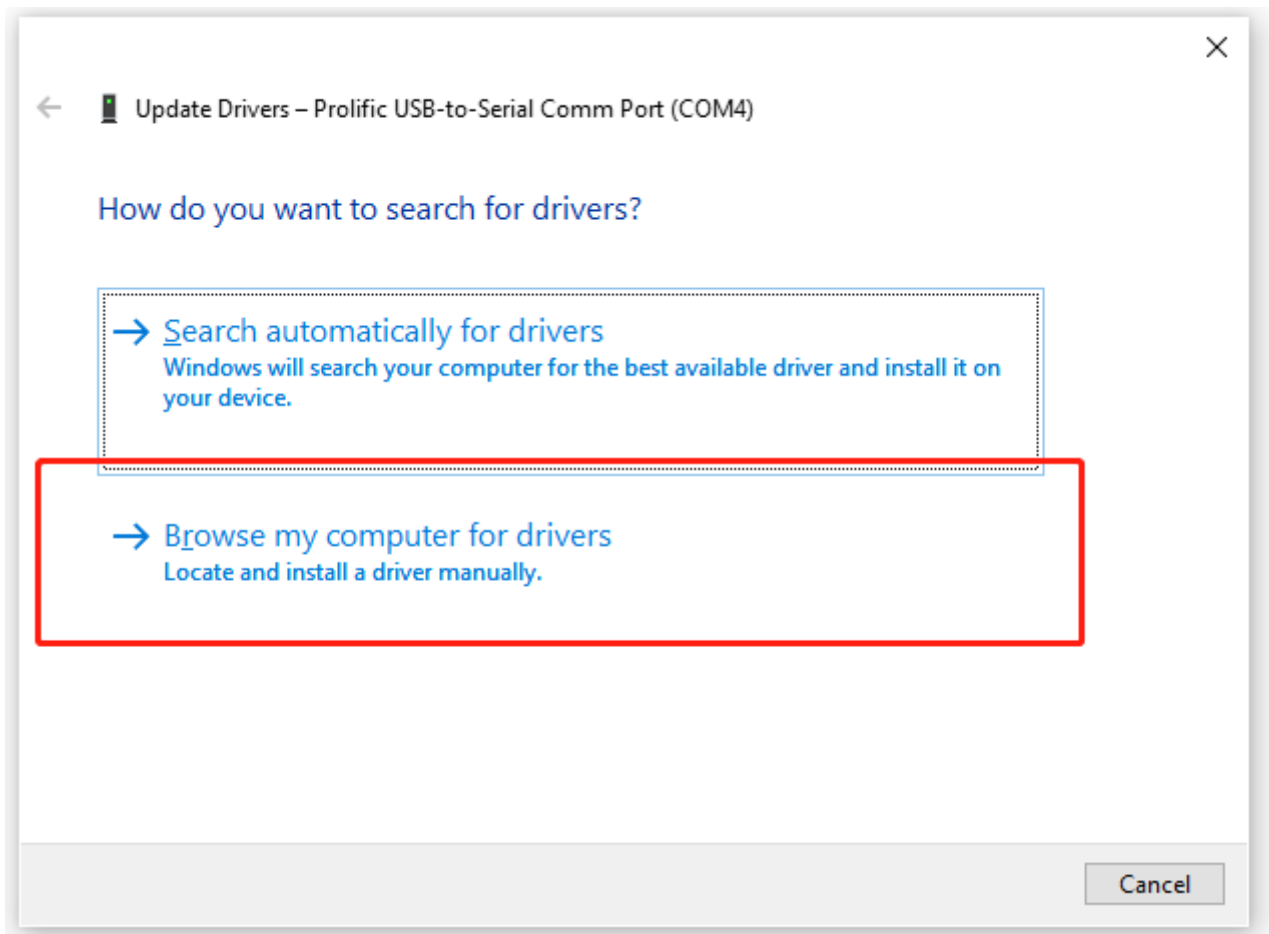 Update Drivers – Prolific USB-to-Serial Comm Port (COM4)
How do you want to search for drivers?
Search automatically for drivers
Windows will search your computer for the best available driver and install it on
your device.
Browse my computer for drivers
Locate and install a driver manually.
Cancel